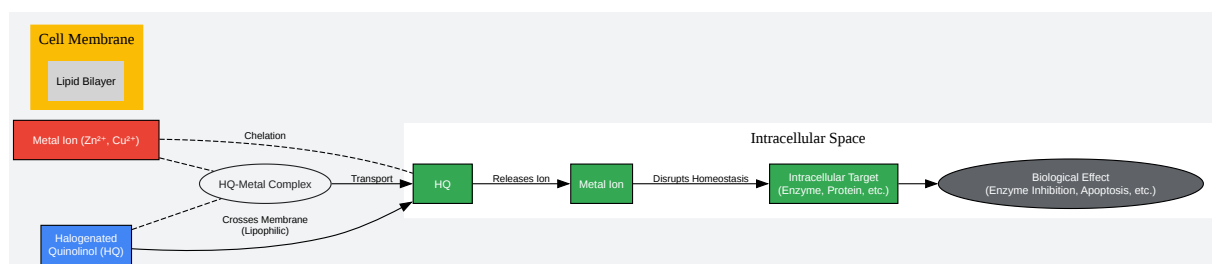 Cell Membrane
Lipid Bilayer
Metal Ion (Zn²⁺, Cu²⁺)
Chelation
Intracellular Space
HQ-Metal Complex
Transport
HQ
Releases Ion
Metal Ion
Disrupts Homeostasis
Intracellular Target
(Enzyme, Protein, etc.)
Biological Effect
(Enzyme Inhibition, Apoptosis, etc.)
Crosses Membrane
(Lipophilic)
Halogenated
Quinolinol (HQ)